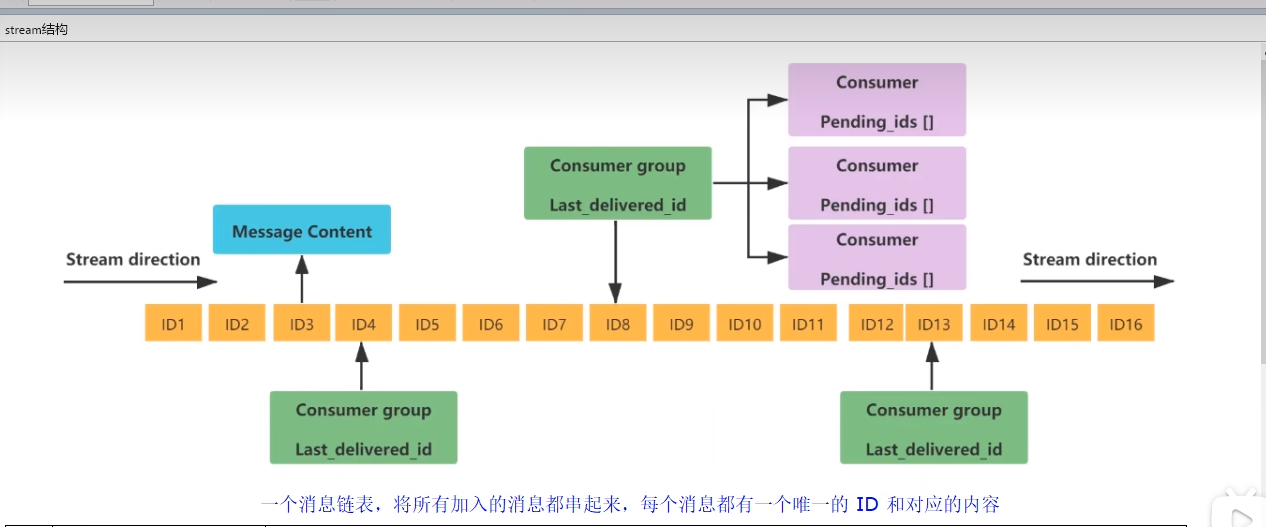 stream结构
Consumer
Pending_ids []
Consumer group
Last_delivered_id
Consumer
Pending_ids []
Message Content
Consumer
Pending_ids []
Stream direction
Stream direction
ID1 ID2 ID3 ID4 ID5 ID6 ID7 ID8 ID9 ID10 ID11 ID12 ID13 ID14 ID15 ID16
Consumer group
Last_delivered_id
Consumer group
Last_delivered_id
一个消息链表，将所有加入的消息都串起来，每个消息都有一个唯一的 ID 和对应的内容